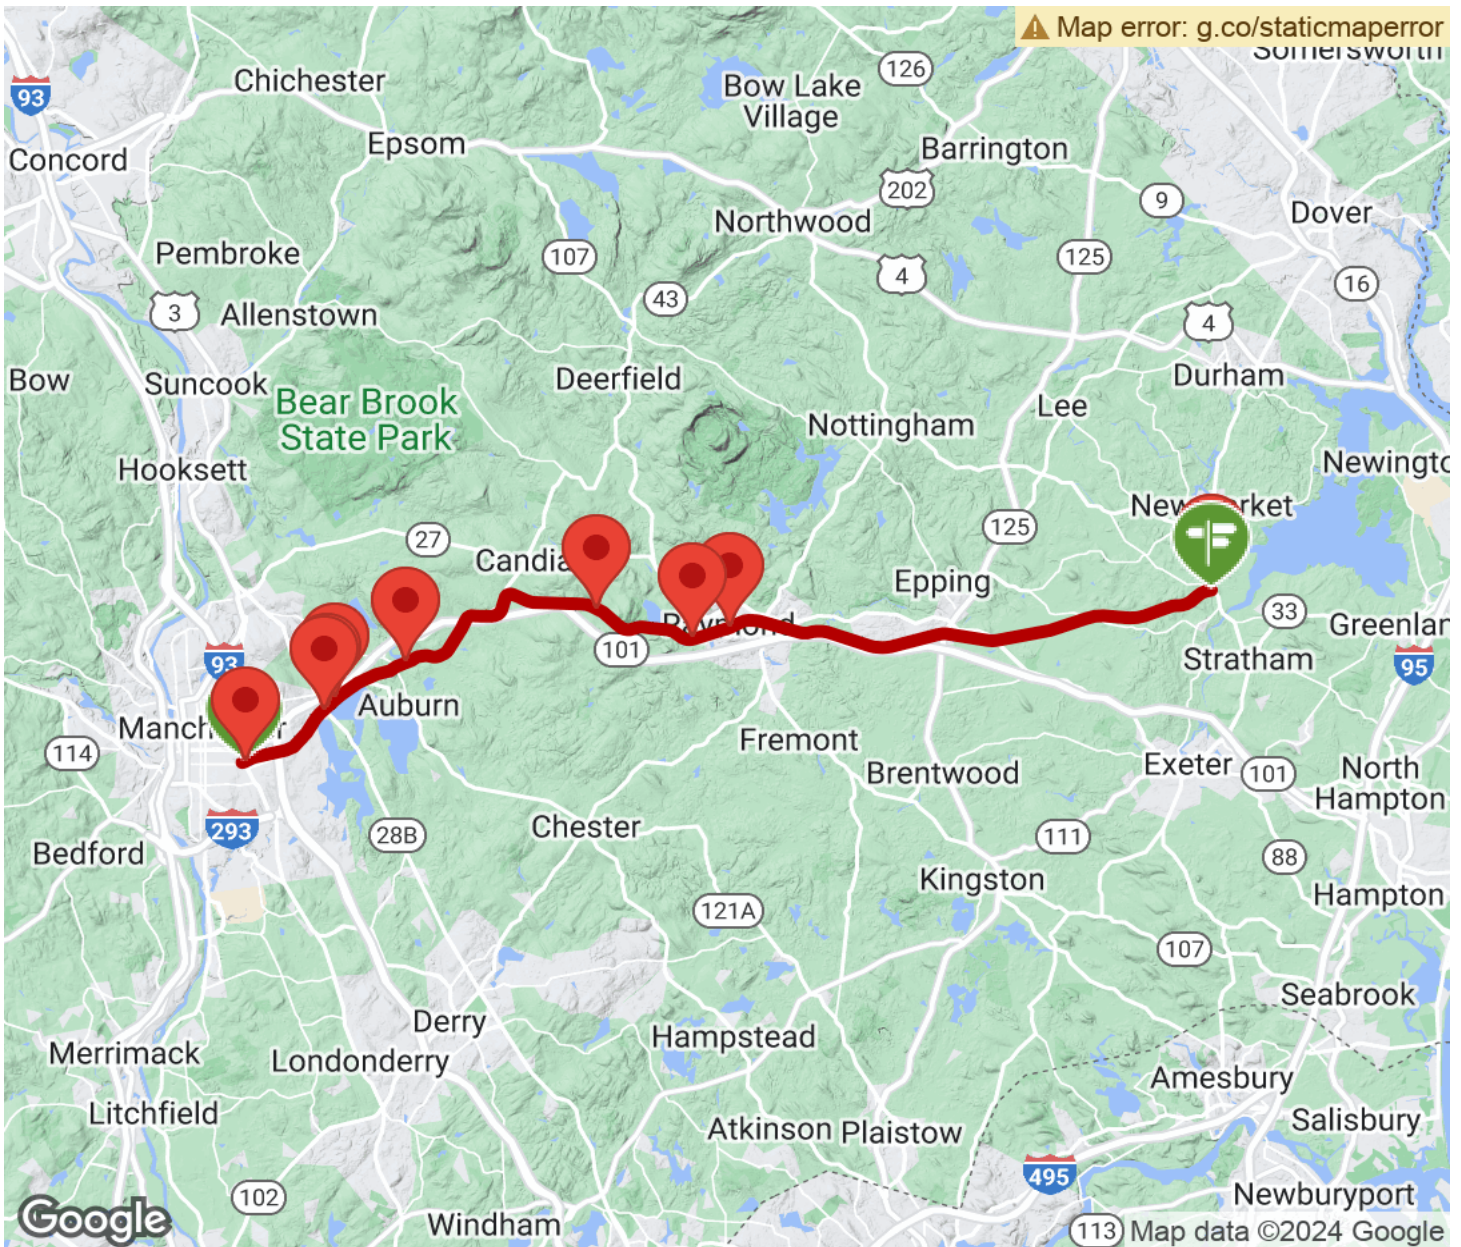 Map error: g.co/staticmaperror
Somersworth
126
Chichester
Bow Lake
Village
93
Epsom
Barrington
Concord
202
9
Northwood
Dover
Pembroke
107
125
4
16
43
3
Allenstown
4
Bow
Suncook
Deerfield
Durham
Bear Brook
State Park
Lee
Nottingham
Hooksett
Newingto
125
27
Candia
Epping
33
Greenlan
101
93
Stratham
95
Auburn
114
Fremont
Brentwood
Exeter
101
North
Hampton
293
Chester
111
28B
Bedford
88
Kingston
Hampton
121A
107
Seabrook
Derry
Hampstead
Merrimack
Londonderry
Amesbury
Litchfield
Salisbury
Atkinson
Plaistow
495
102
Newburyport
Google
Windham
113
Map data ©2024 Google